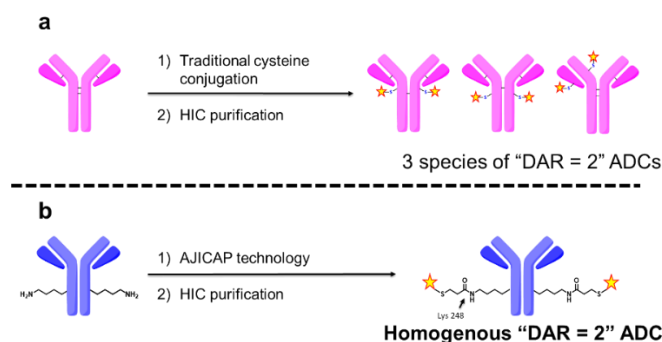 a
1) Traditional cysteine
conjugation
2) HIC purification
S S S S S S
3 species of “DAR = 2” ADCs
b
1) AJICAP technology
2) HIC purification
H₂N NH₂
O
S N
H
Lys 248
O
N
H
S
Homogenous “DAR = 2” ADC